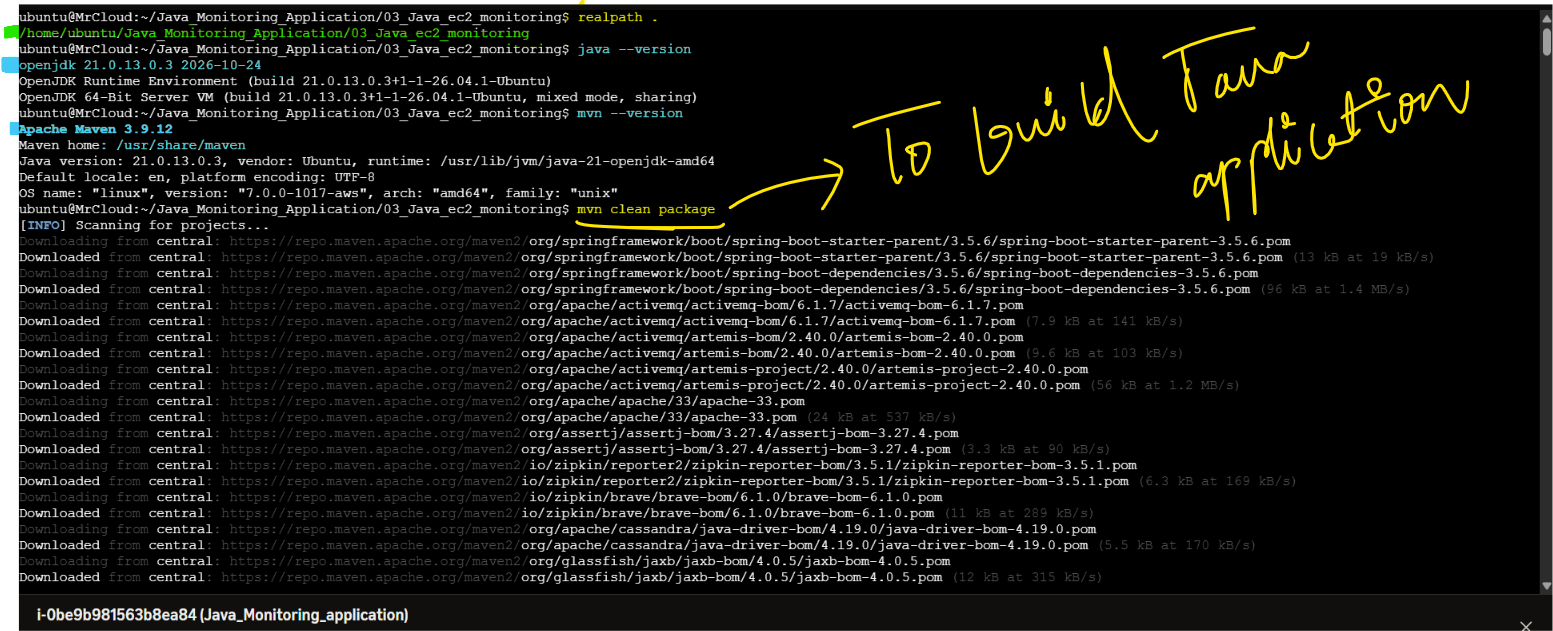 ubuntu@MrCloud:~/Java_Monitoring_Application/03_Java_ec2_monitoring$ realpath .
/home/ubuntu/Java_Monitoring_Application/03_Java_ec2_monitoring
ubuntu@MrCloud:~/Java_Monitoring_Application/03_Java_ec2_monitoring$ java --version
openjdk 21.0.13.0.3 2026-10-24
OpenJDK Runtime Environment (build 21.0.13.0.3+1-1-26.04.1-Ubuntu)
OpenJDK 64-Bit Server VM (build 21.0.13.0.3+1-1-26.04.1-Ubuntu, mixed mode, sharing)
ubuntu@MrCloud:~/Java_Monitoring_Application/03_Java_ec2_monitoring$ mvn --version
Apache Maven 3.9.12
Maven home: /usr/share/maven
Java version: 21.0.13.0.3, vendor: Ubuntu, runtime: /usr/lib/jvm/java-21-openjdk-amd64
Default locale: en, platform encoding: UTF-8
OS name: "linux", version: "7.0.0-1017-aws", arch: "amd64", family: "unix"
ubuntu@MrCloud:~/Java_Monitoring_Application/03_Java_ec2_monitoring$ mvn clean package
To build Java
application
[INFO] Scanning for projects...
Downloading from central: https://repo.maven.apache.org/maven2/org/springframework/boot/spring-boot-starter-parent/3.5.6/spring-boot-starter-parent-3.5.6.pom
Downloaded from central: https://repo.maven.apache.org/maven2/org/springframework/boot/spring-boot-starter-parent/3.5.6/spring-boot-starter-parent-3.5.6.pom (13 kB at 19 kB/s)
Downloading from central: https://repo.maven.apache.org/maven2/org/springframework/boot/spring-boot-dependencies/3.5.6/spring-boot-dependencies-3.5.6.pom
Downloaded from central: https://repo.maven.apache.org/maven2/org/springframework/boot/spring-boot-dependencies/3.5.6/spring-boot-dependencies-3.5.6.pom (96 kB at 1.4 MB/s)
Downloading from central: https://repo.maven.apache.org/maven2/org/apache/activemq/activemq-bom/6.1.7/activemq-bom-6.1.7.pom
Downloaded from central: https://repo.maven.apache.org/maven2/org/apache/activemq/activemq-bom/6.1.7/activemq-bom-6.1.7.pom (7.9 kB at 141 kB/s)
Downloading from central: https://repo.maven.apache.org/maven2/org/apache/activemq/artemis-bom/2.40.0/artemis-bom-2.40.0.pom
Downloaded from central: https://repo.maven.apache.org/maven2/org/apache/activemq/artemis-bom/2.40.0/artemis-bom-2.40.0.pom (9.6 kB at 103 kB/s)
Downloading from central: https://repo.maven.apache.org/maven2/org/apache/activemq/artemis-project/2.40.0/artemis-project-2.40.0.pom
Downloaded from central: https://repo.maven.apache.org/maven2/org/apache/activemq/artemis-project/2.40.0/artemis-project-2.40.0.pom (56 kB at 1.2 MB/s)
Downloading from central: https://repo.maven.apache.org/maven2/org/apache/apache/33/apache-33.pom
Downloaded from central: https://repo.maven.apache.org/maven2/org/apache/apache/33/apache-33.pom (24 kB at 537 kB/s)
Downloading from central: https://repo.maven.apache.org/maven2/org/assertj/assertj-bom/3.27.4/assertj-bom-3.27.4.pom
Downloaded from central: https://repo.maven.apache.org/maven2/org/assertj/assertj-bom/3.27.4/assertj-bom-3.27.4.pom (3.3 kB at 90 kB/s)
Downloading from central: https://repo.maven.apache.org/maven2/io/zipkin/reporter2/zipkin-reporter-bom/3.5.1/zipkin-reporter-bom-3.5.1.pom
Downloaded from central: https://repo.maven.apache.org/maven2/io/zipkin/reporter2/zipkin-reporter-bom/3.5.1/zipkin-reporter-bom-3.5.1.pom (6.3 kB at 169 kB/s)
Downloading from central: https://repo.maven.apache.org/maven2/io/zipkin/brave/brave-bom/6.1.0/brave-bom-6.1.0.pom
Downloaded from central: https://repo.maven.apache.org/maven2/io/zipkin/brave/brave-bom/6.1.0/brave-bom-6.1.0.pom (11 kB at 289 kB/s)
Downloading from central: https://repo.maven.apache.org/maven2/org/apache/cassandra/java-driver-bom/4.19.0/java-driver-bom-4.19.0.pom
Downloaded from central: https://repo.maven.apache.org/maven2/org/apache/cassandra/java-driver-bom/4.19.0/java-driver-bom-4.19.0.pom (5.5 kB at 170 kB/s)
Downloading from central: https://repo.maven.apache.org/maven2/org/glassfish/jaxb/jaxb-bom/4.0.5/jaxb-bom-4.0.5.pom
Downloaded from central: https://repo.maven.apache.org/maven2/org/glassfish/jaxb/jaxb-bom/4.0.5/jaxb-bom-4.0.5.pom (12 kB at 315 kB/s)
i-0be9b981563b8ea84 (Java_Monitoring_application)